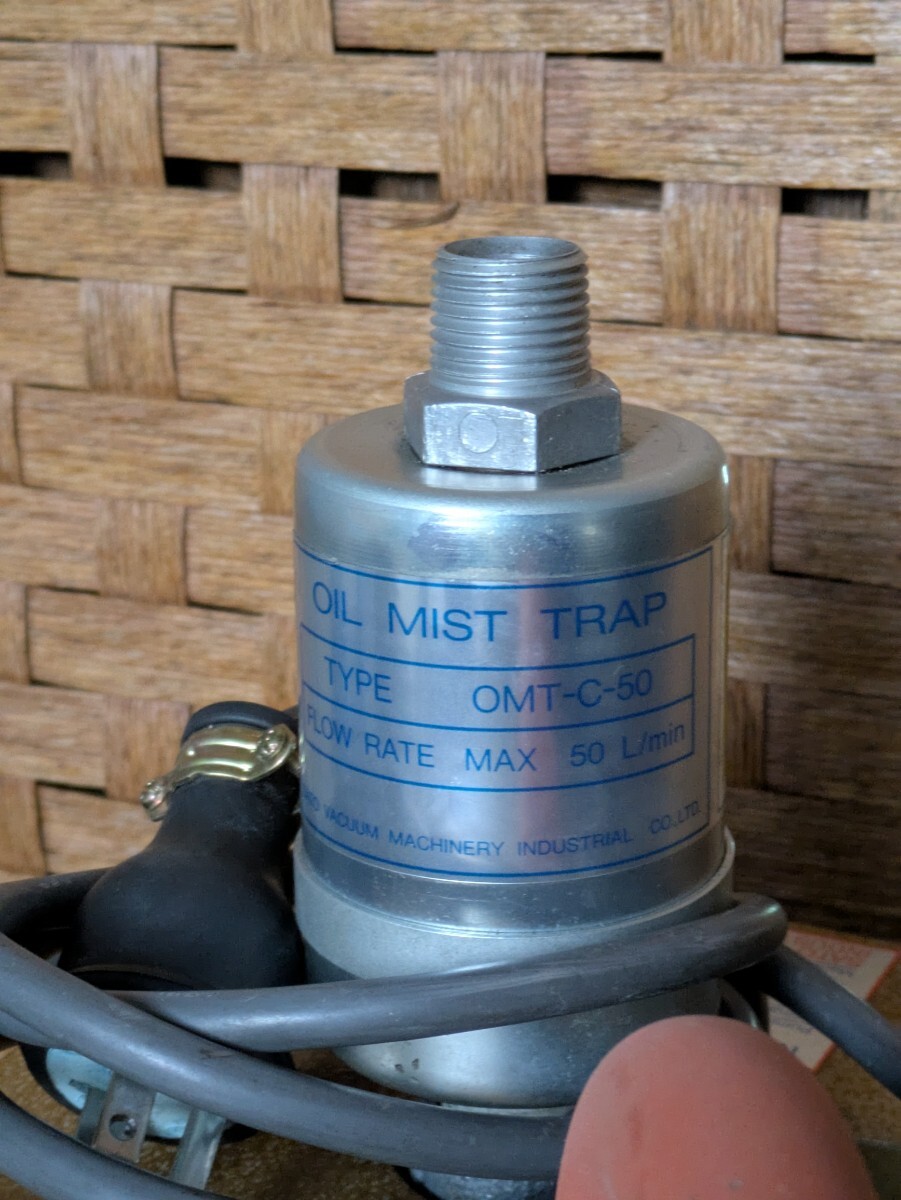 OIL MIST TRAP
TYPE OMT-C-50
FLOW RATE MAX 50 L/min
VACUUM MACHINERY INDUSTRIAL CO.,LTD.